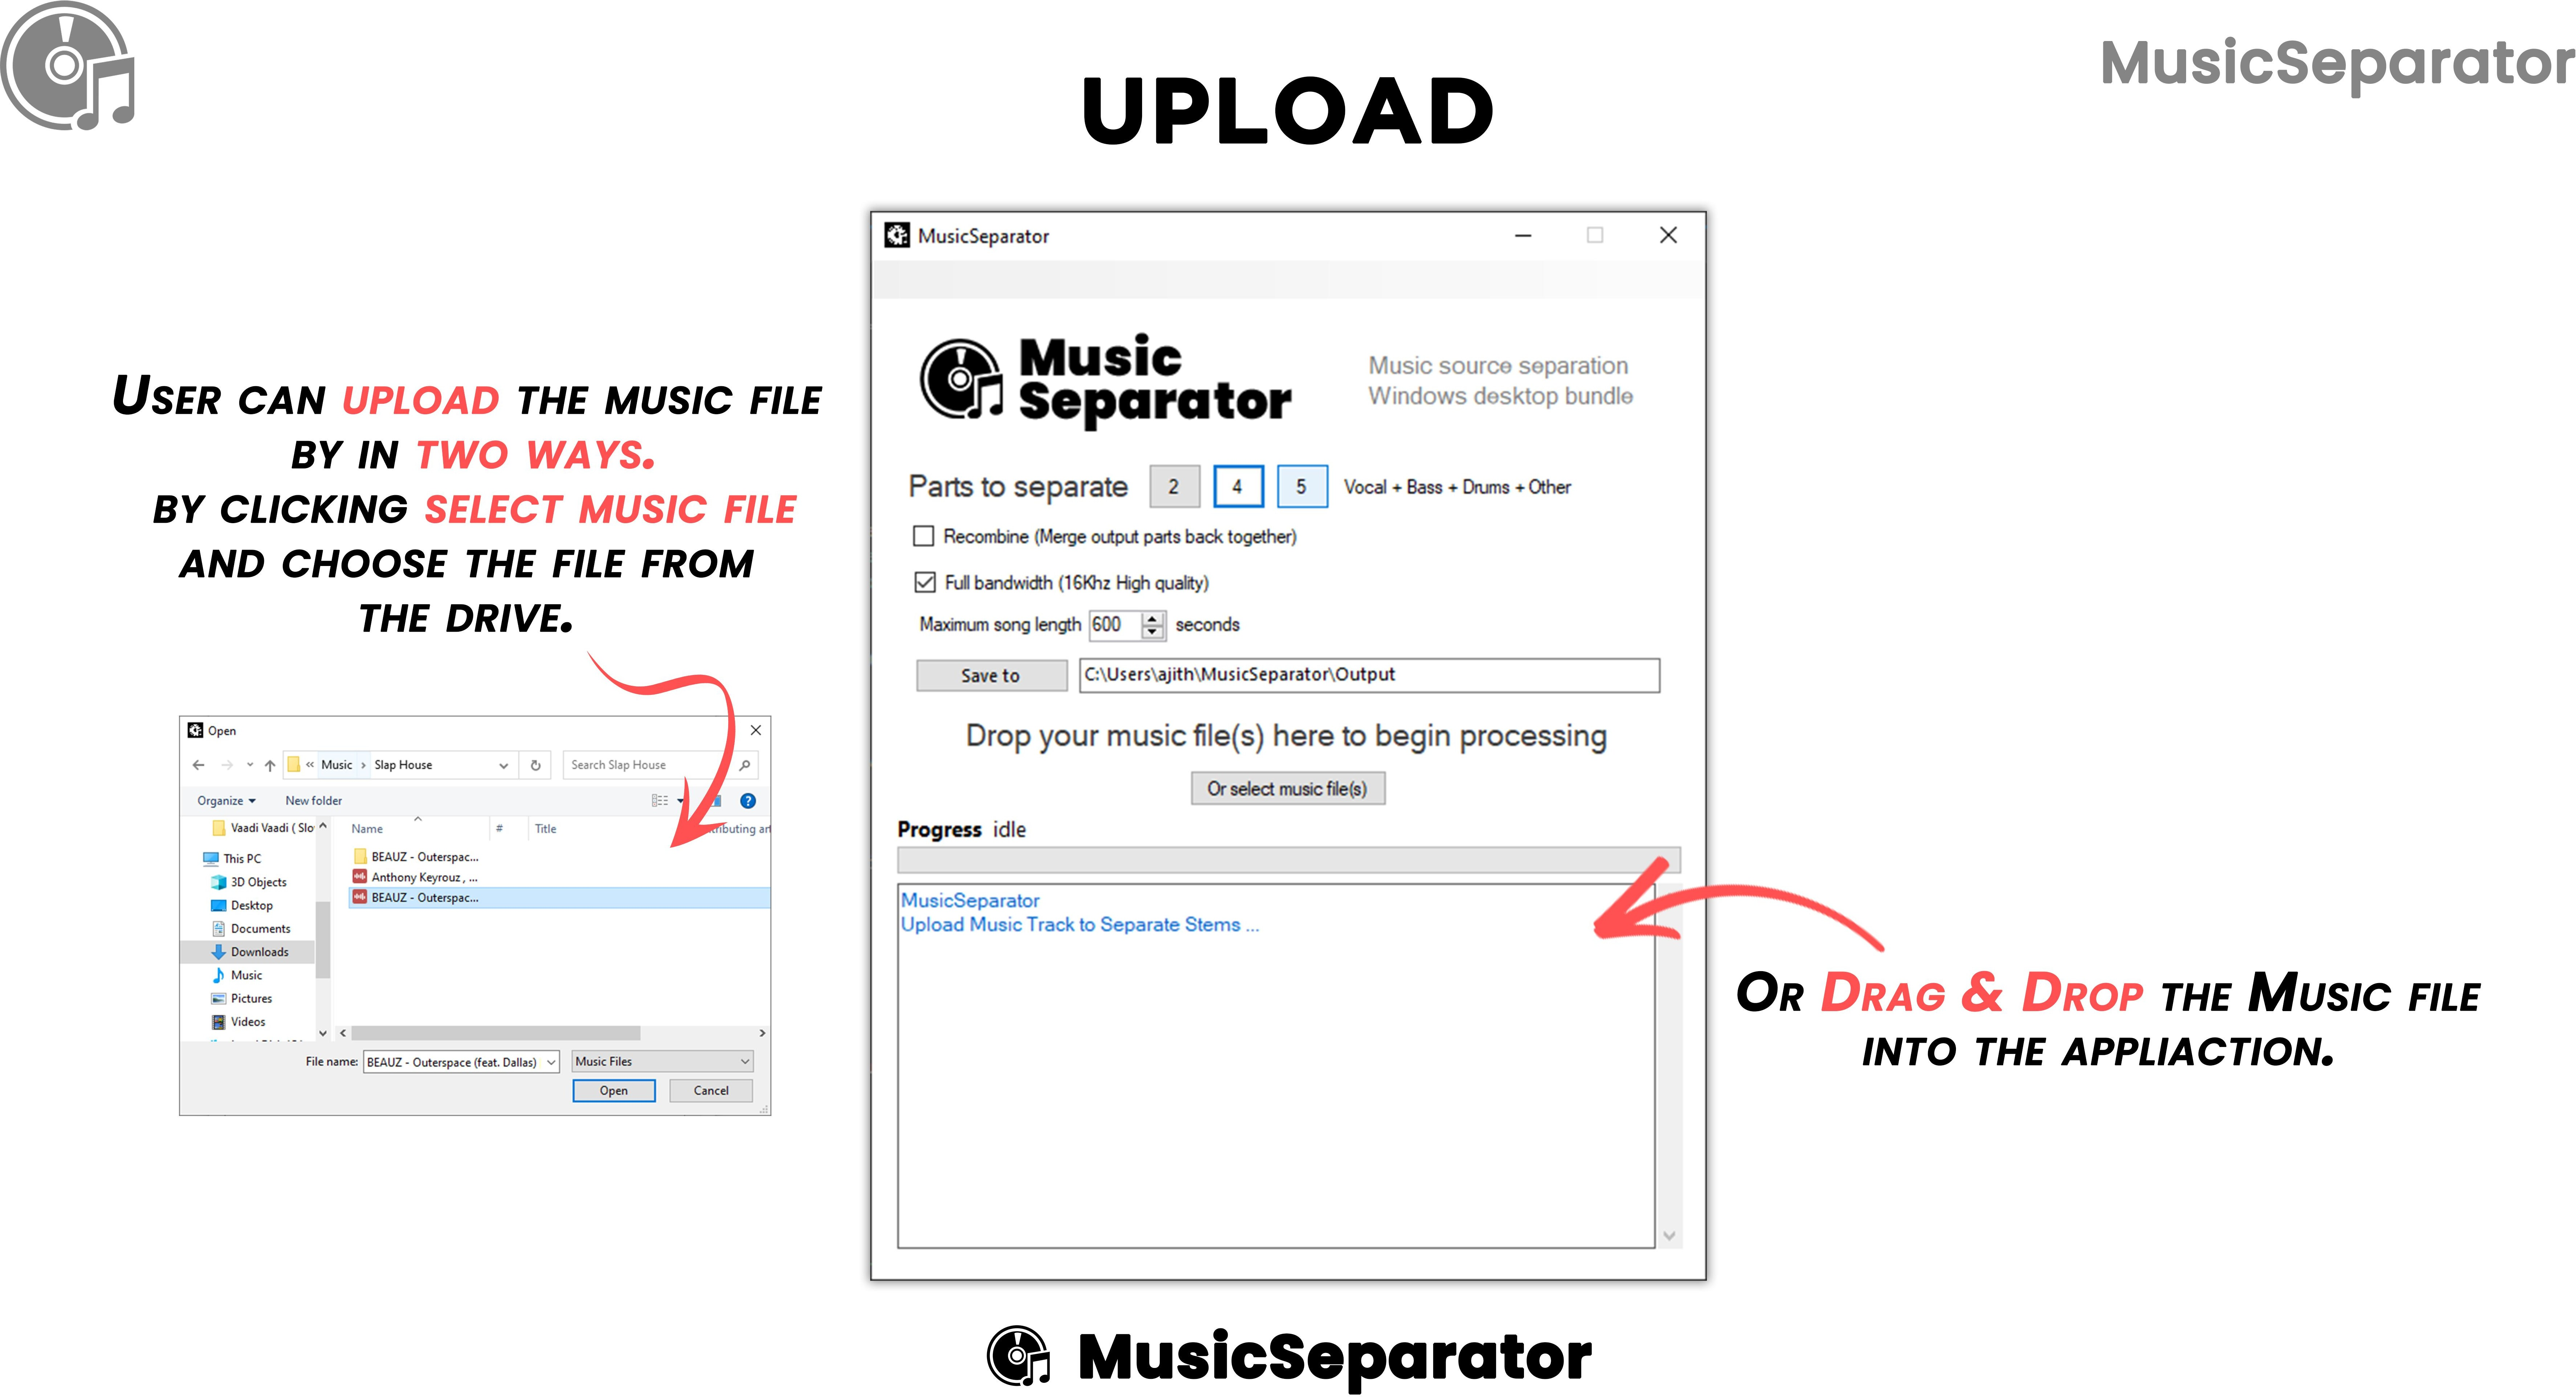 MusicSeparator
UPLOAD
User can upload the music file
by in two ways.
by clicking select music file
and choose the file from
the drive.
Open
« Music › Slap House
Search Slap House
Organize
New folder
Vaadi Vaadi ( Slo
This PC
3D Objects
Desktop
Documents
Downloads
Music
Pictures
Videos
Name # Title
BEAUZ - Outerspac...
Anthony Keyrouz , ...
BEAUZ - Outerspac...
File name: BEAUZ - Outerspace (feat. Dallas)
Music Files
Open
Cancel
MusicSeparator
Music
Separator
Music source separation
Windows desktop bundle
Parts to separate 2 4 5 Vocal + Bass + Drums + Other
Recombine (Merge output parts back together)
Full bandwidth (16Khz High quality)
Maximum song length 600 seconds
Save to C:\Users\ajith\MusicSeparator\Output
Drop your music file(s) here to begin processing
Or select music file(s)
Progress idle
MusicSeparator
Upload Music Track to Separate Stems ...
Or Drag & Drop the Music file
into the appliaction.
MusicSeparator